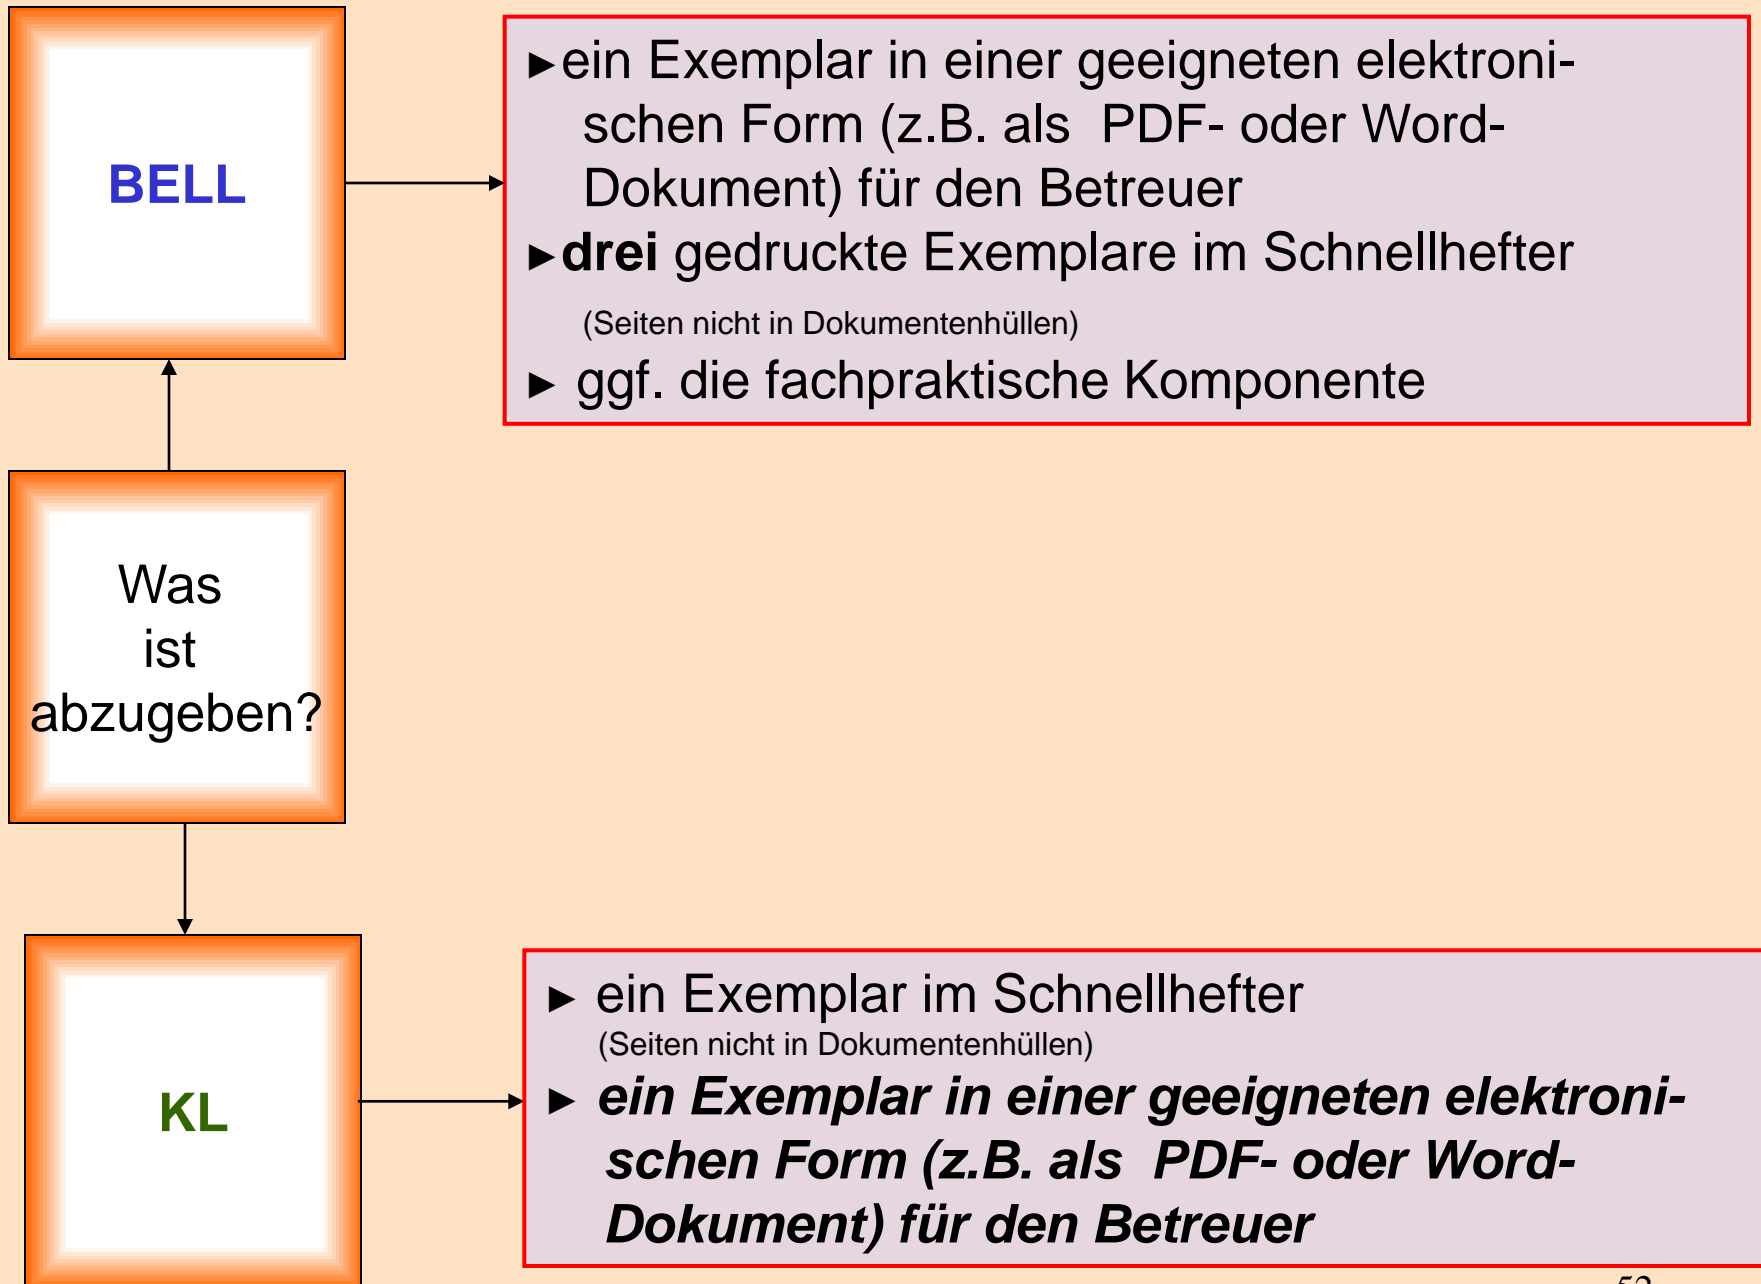 BELL
►ein Exemplar in einer geeigneten elektroni-
schen Form (z.B. als PDF- oder Word-
Dokument) für den Betreuer
►drei gedruckte Exemplare im Schnellhefter
(Seiten nicht in Dokumentenhüllen)
► ggf. die fachpraktische Komponente
Was
ist
abzugeben?
KL
► ein Exemplar im Schnellhefter
(Seiten nicht in Dokumentenhüllen)
► ein Exemplar in einer geeigneten elektroni-
schen Form (z.B. als PDF- oder Word-
Dokument) für den Betreuer
52